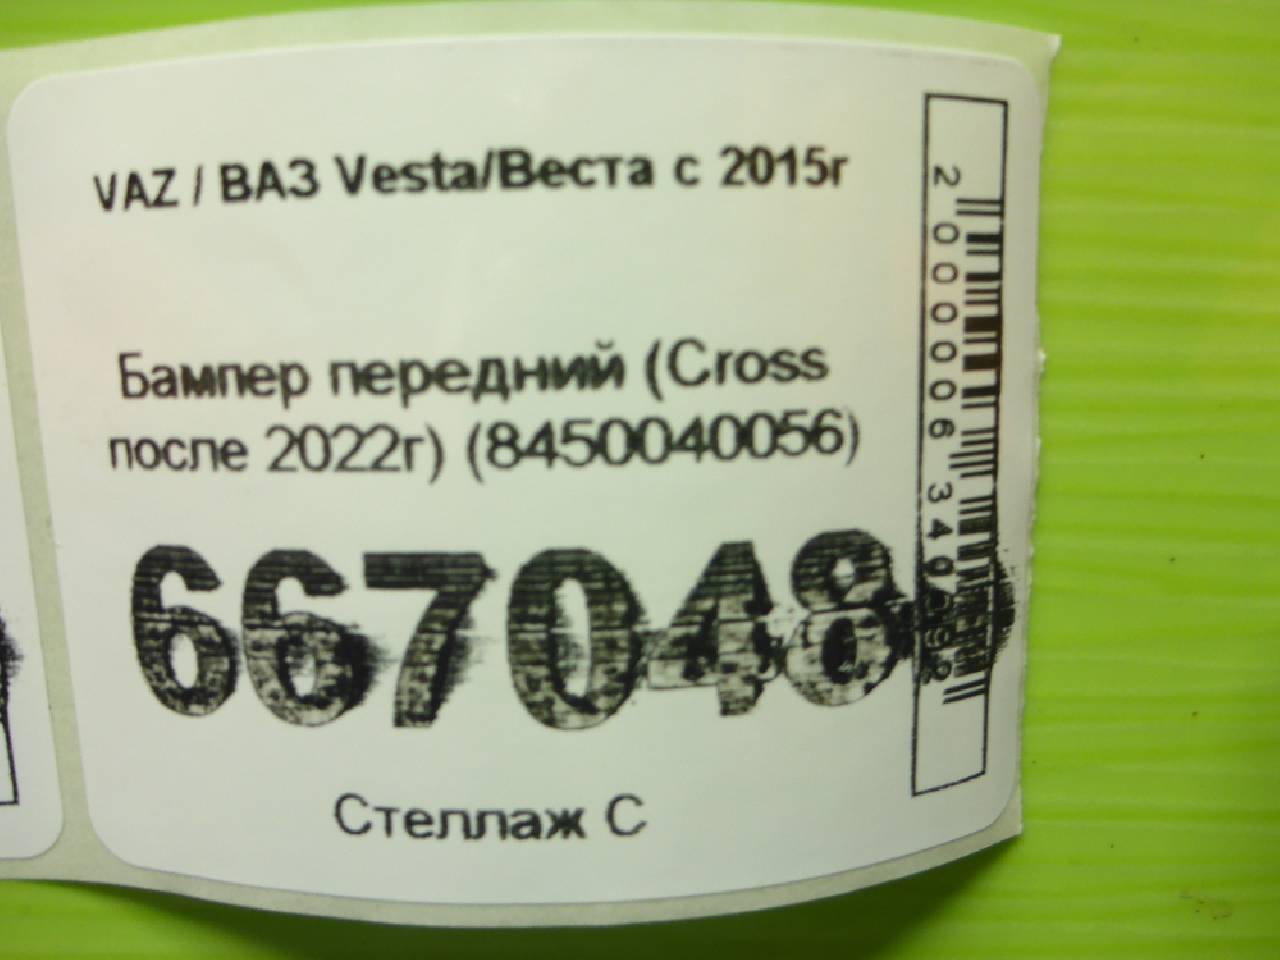 VAZ / ВАЗ Vesta/Веста с 2015г
Бампер передний (Cross
после 2022г) (8450040056)
667048
Стеллаж С